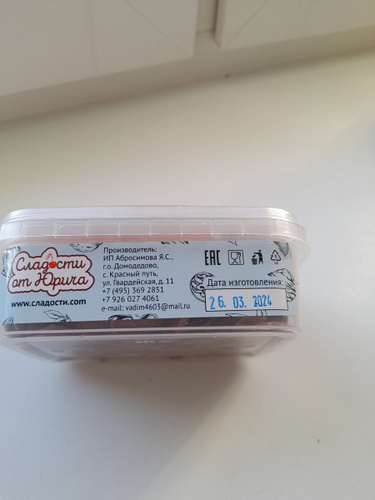 Сладости
от Юрича
www.сладости.com
Производитель:
ИП Абросимова Я.С.,
г.о. Домодедово,
с. Красный путь,
ул. Гвардейская, д. 11
+7 (495) 369 2851
+7 926 027 4061
e-mail: vadim4603@mail.ru
EAC
Дата изготовления:
26. 03. 2024